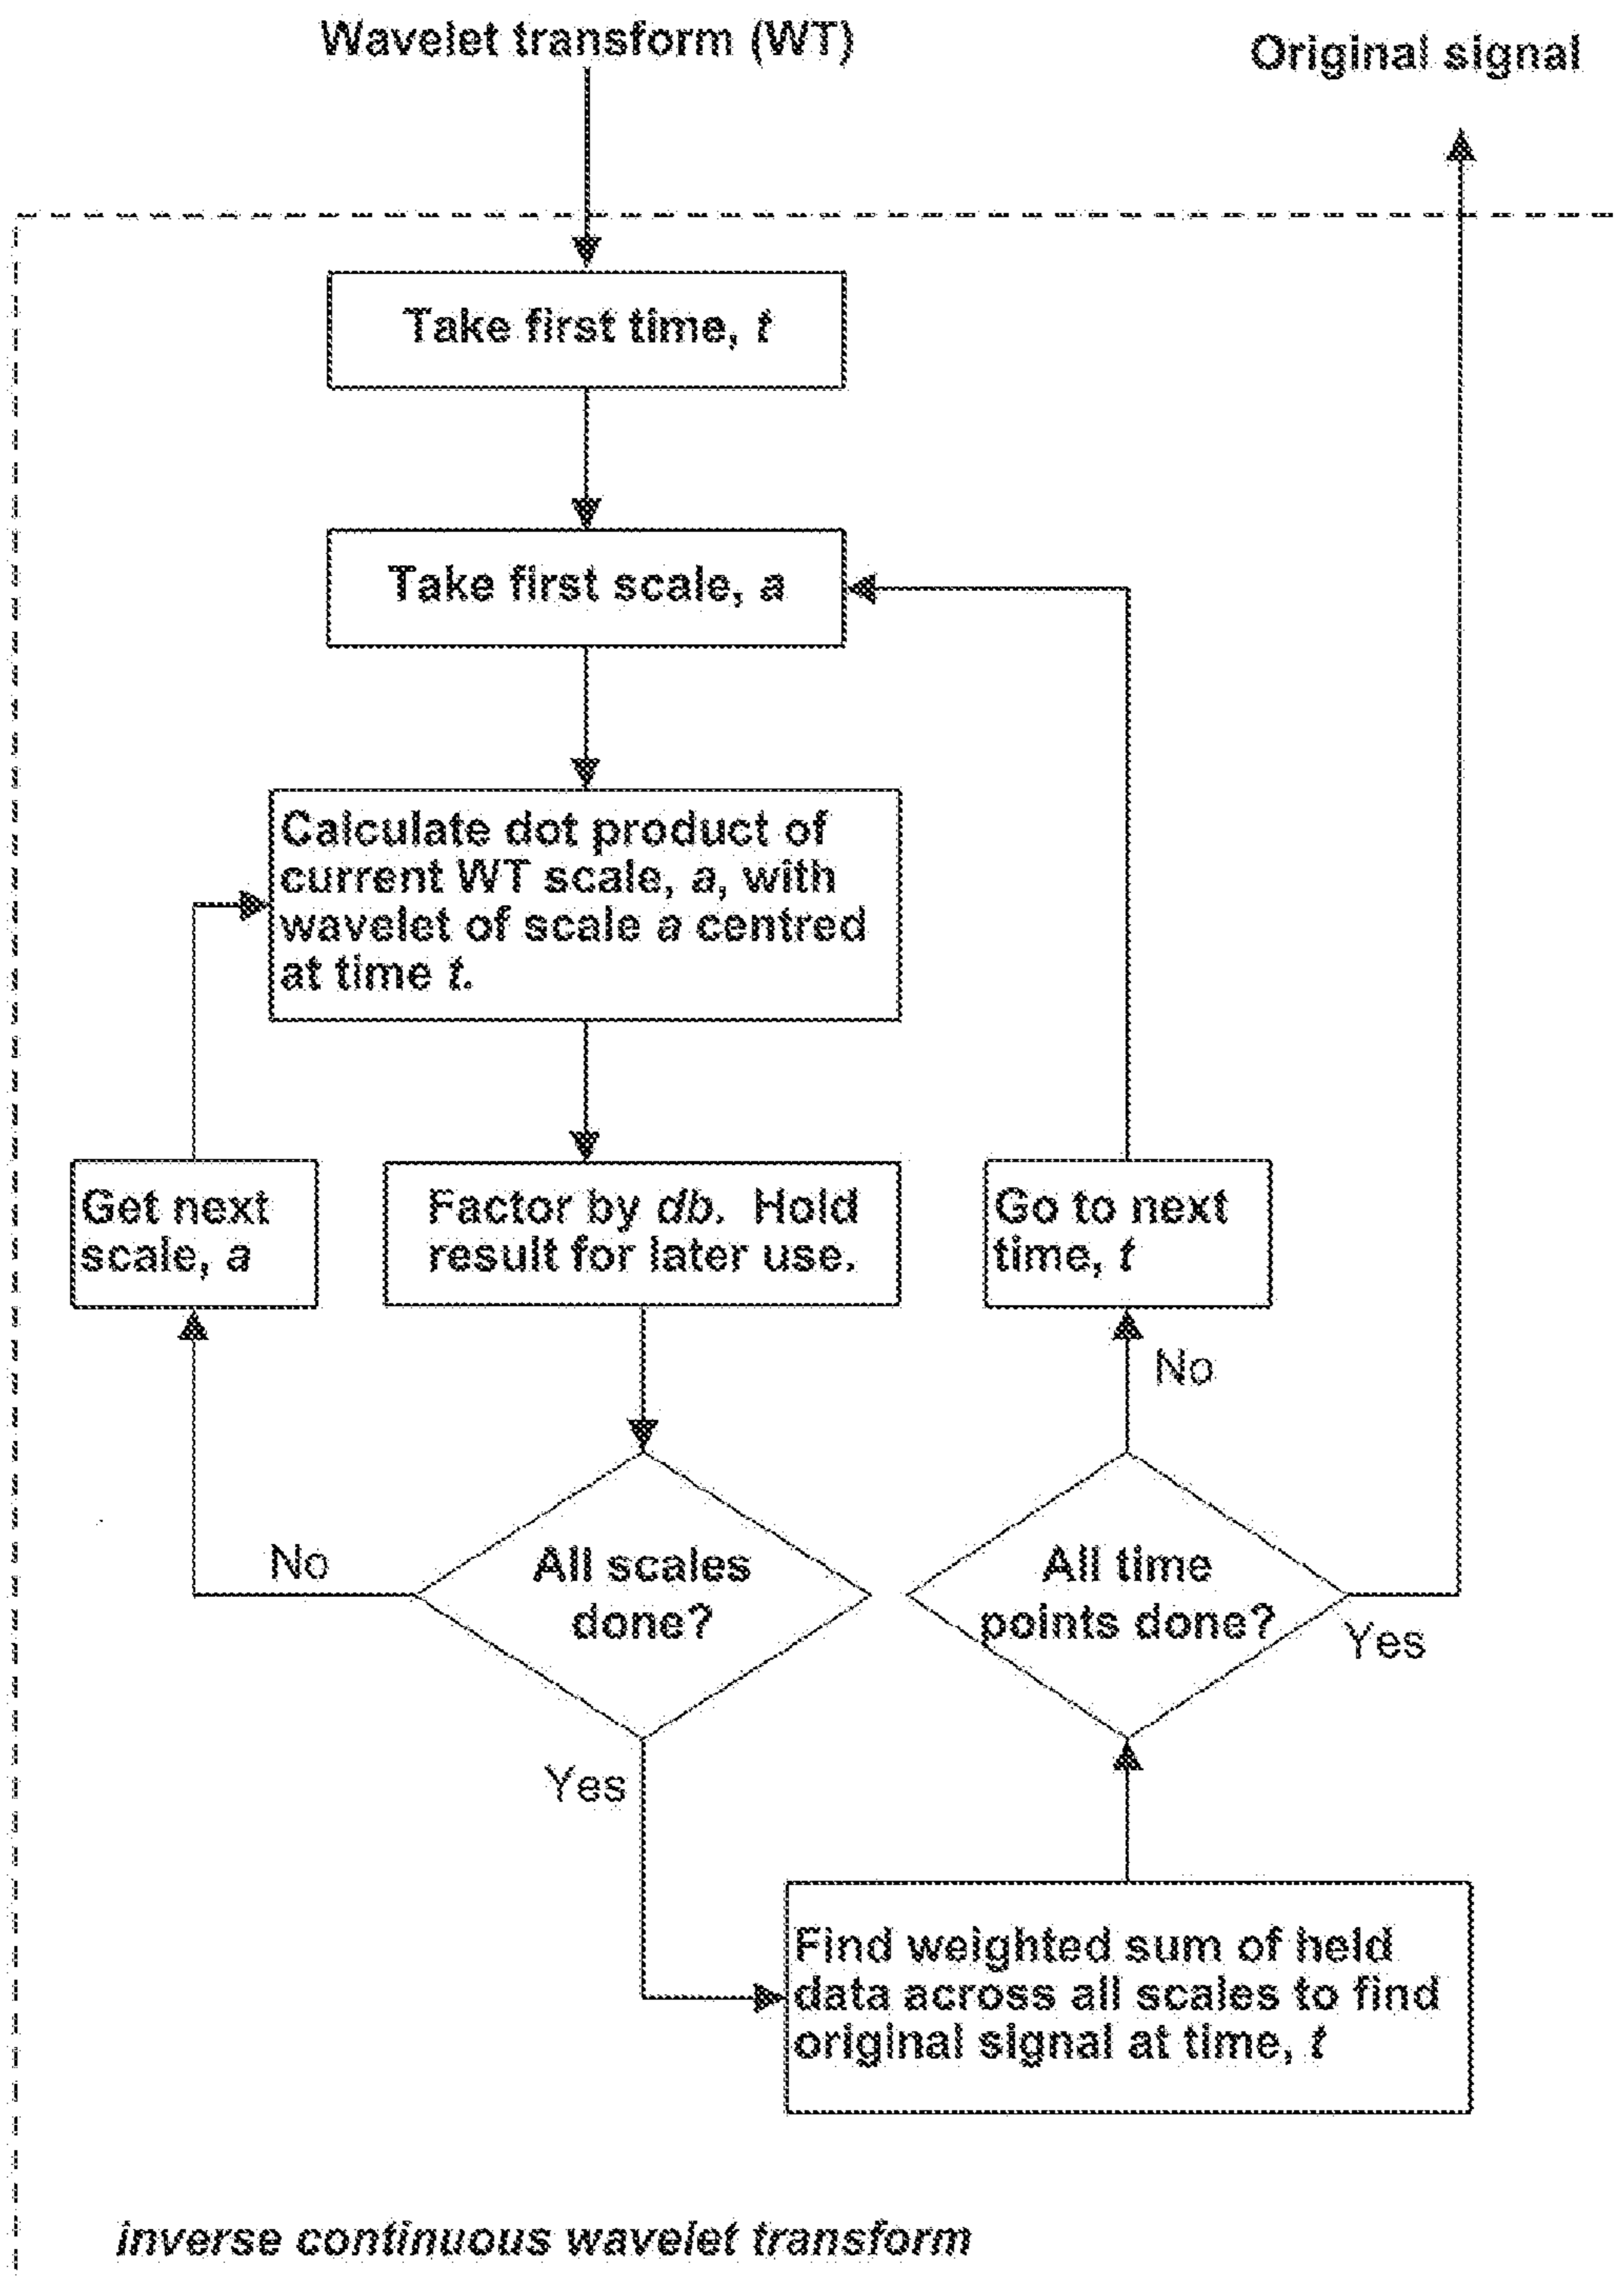 Wavelet transform (WT)
Original signal
Take first time, t
Take first scale, a
Calculate dot product of
current WT scale, a, with
wavelet of scale a centred
at time t.
Get next
scale, a
Factor by db. Hold
result for later use.
Go to next
time, t
No
No
All scales
done?
All time
points done?
Yes
Yes
Find weighted sum of held
data across all scales to find
original signal at time, t
inverse continuous wavelet transform